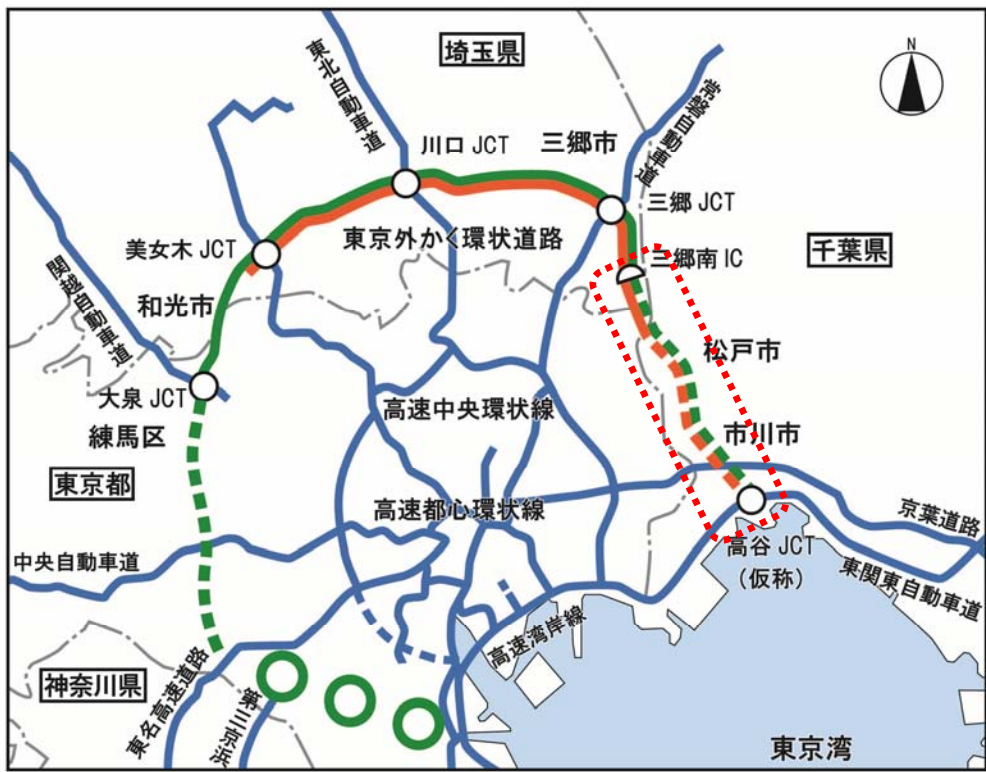 N
埼玉県
東北自動車道
常磐自動車道
川口 JCT
三郷市
三郷 JCT
美女木 JCT
東京外かく環状道路
三郷南 IC
千葉県
関越自動車道
和光市
松戸市
大泉 JCT
高速中央環状線
練馬区
市川市
東京都
高速都心環状線
京葉道路
中央自動車道
高谷 JCT
(仮称)
東関東自動車道
高速湾岸線
東名高速道路
神奈川県
第三京浜
東京湾